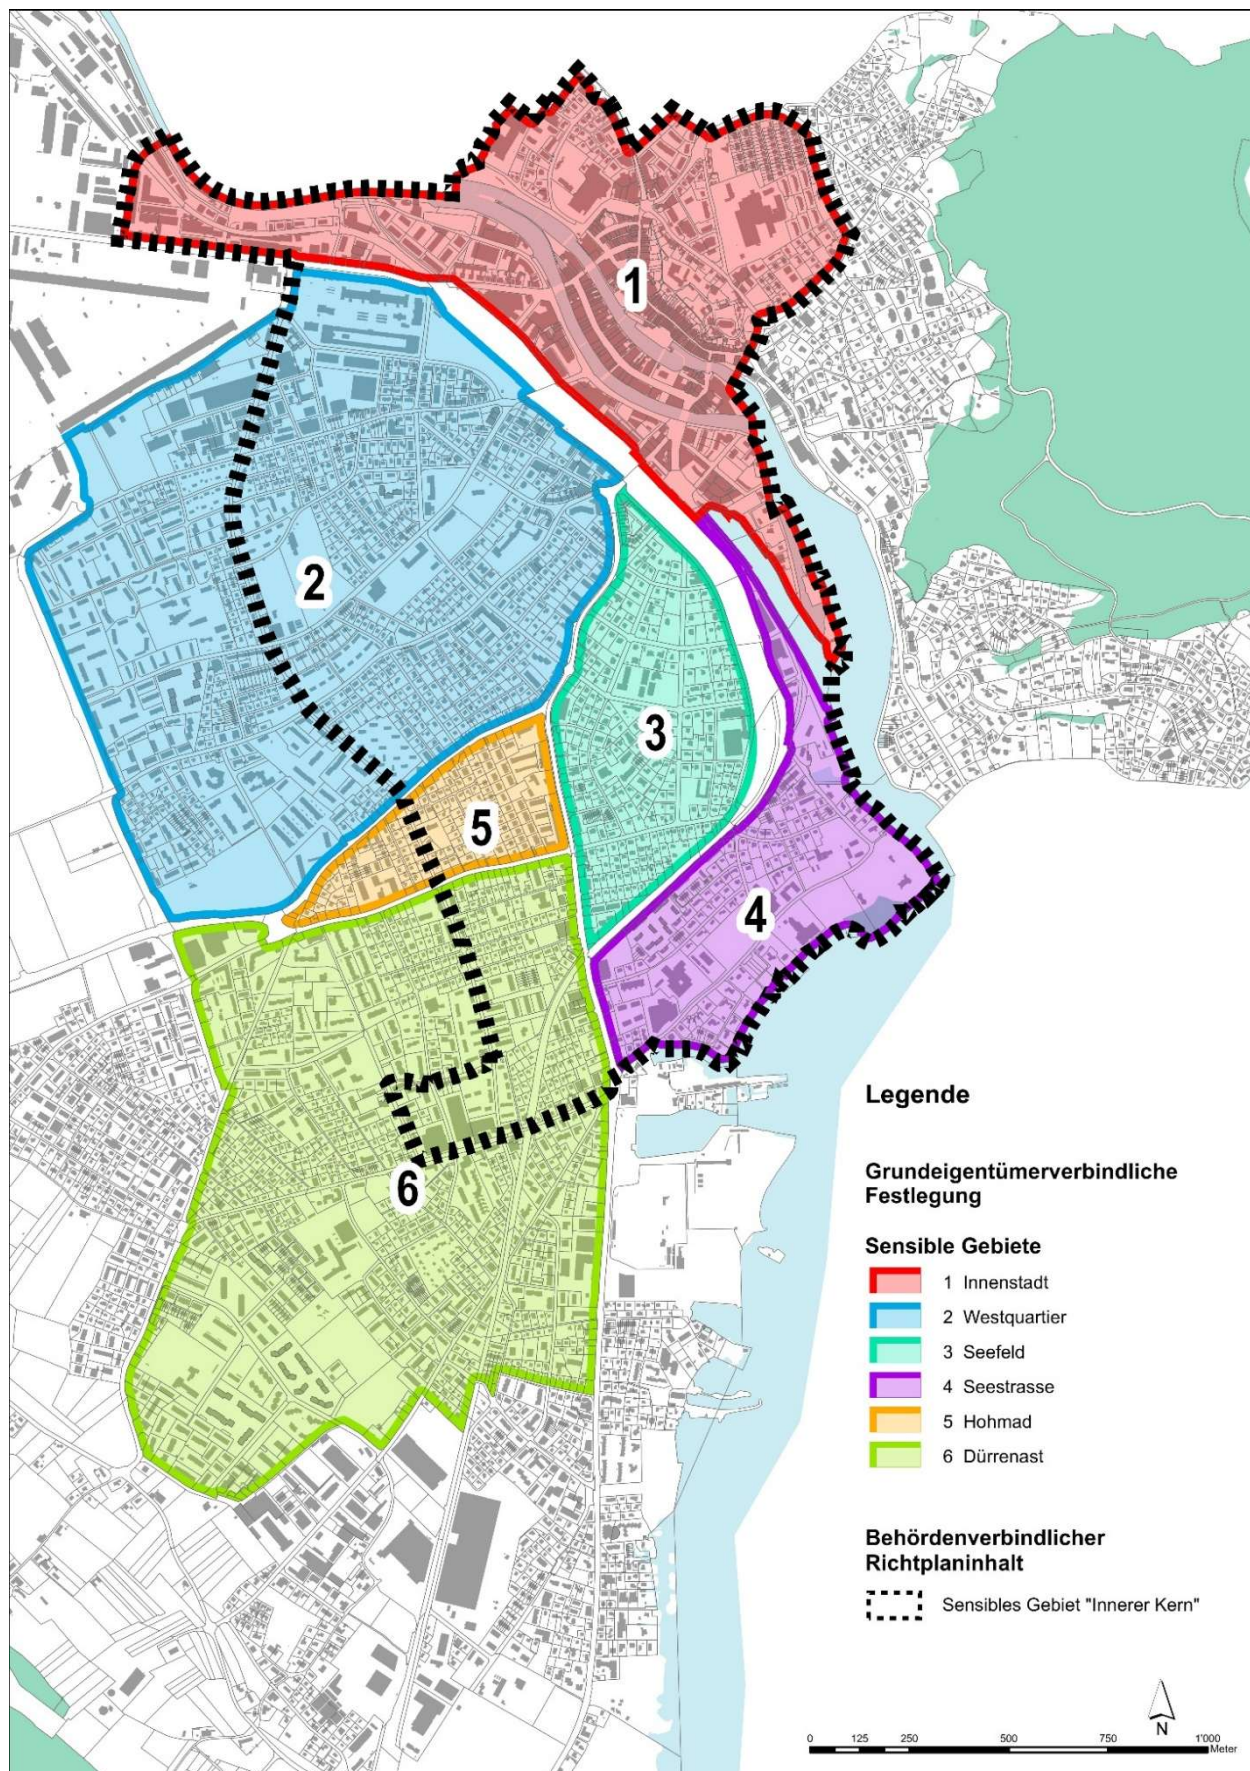 1
2
3
5
4
6
Legende
Grundeigentümerverbindliche
Festlegung
Sensible Gebiete
1 Innenstadt
2 Westquartier
3 Seefeld
4 Seestrasse
5 Hohmad
6 Dürrenast
Behördenverbindlicher
Richtplaninhalt
Sensibles Gebiet "Innerer Kern"
N
0 125 250 500 750 1'000
Meter